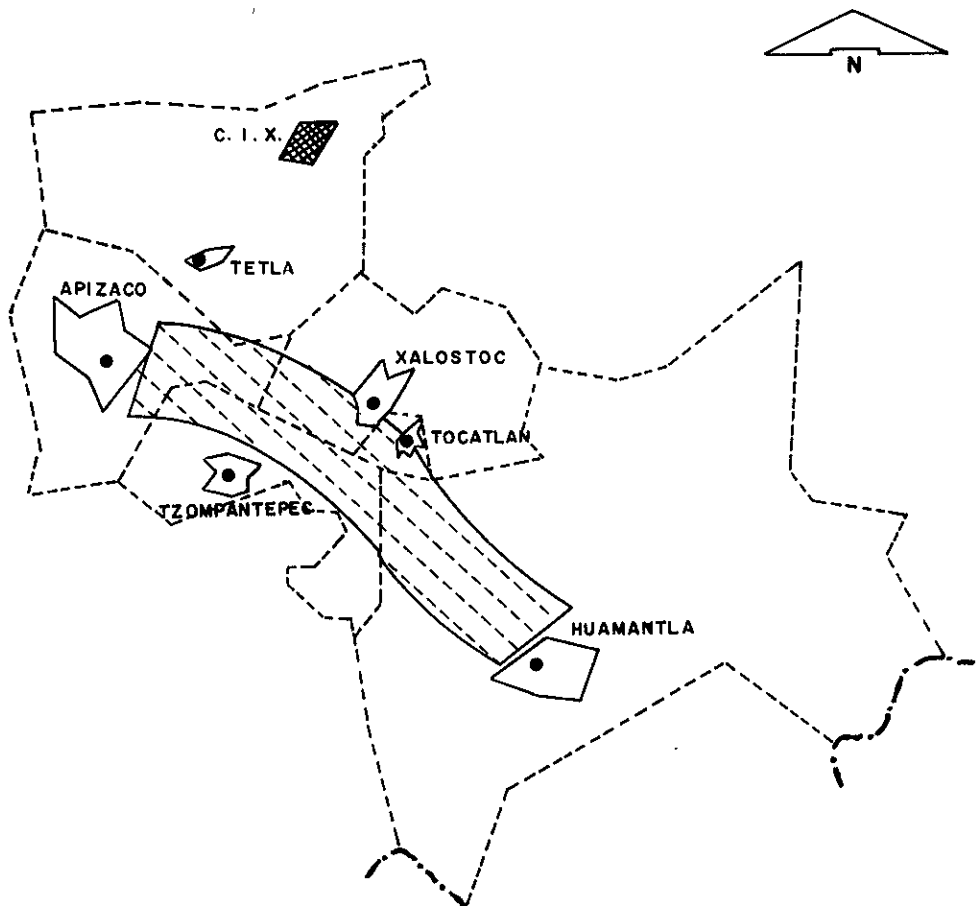 N
C. I. X.
TETLA
APIZACO
XALOSTOC
TOCATLAN
TZOMPANTEPEC
HUAMANTLA